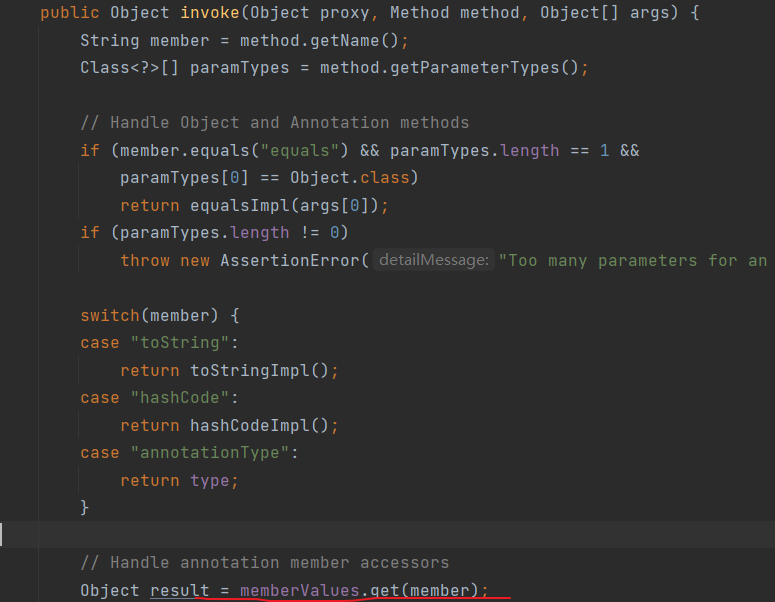 public Object invoke(Object proxy, Method method, Object[] args) {
String member = method.getName();
Class<?>[] paramTypes = method.getParameterTypes();
// Handle Object and Annotation methods
if (member.equals("equals") && paramTypes.length == 1 &&
paramTypes[0] == Object.class)
return equalsImpl(args[0]);
if (paramTypes.length != 0)
throw new AssertionError( detailMessage: "Too many parameters for an
switch(member) {
case "toString":
return toStringImpl();
case "hashCode":
return hashCodeImpl();
case "annotationType":
return type;
}
// Handle annotation member accessors
Object result = memberValues.get(member);